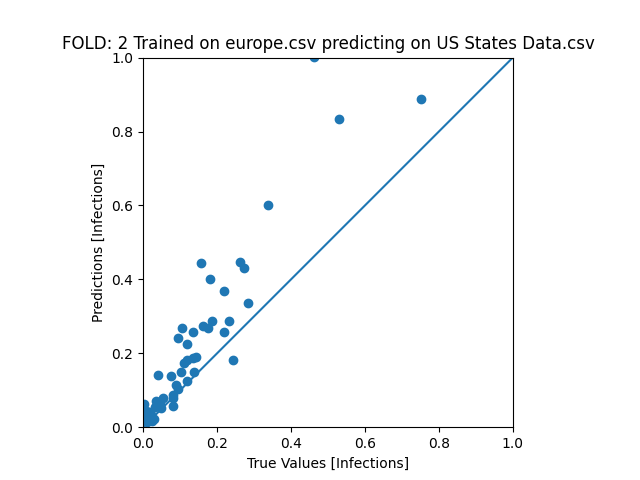 FOLD: 2 Trained on europe.csv predicting on US States Data.csv
1.0
0.8
0.6
0.4
0.2
0.0
Predictions [Infections]
0.0 0.2 0.4 0.6 0.8 1.0
True Values [Infections]